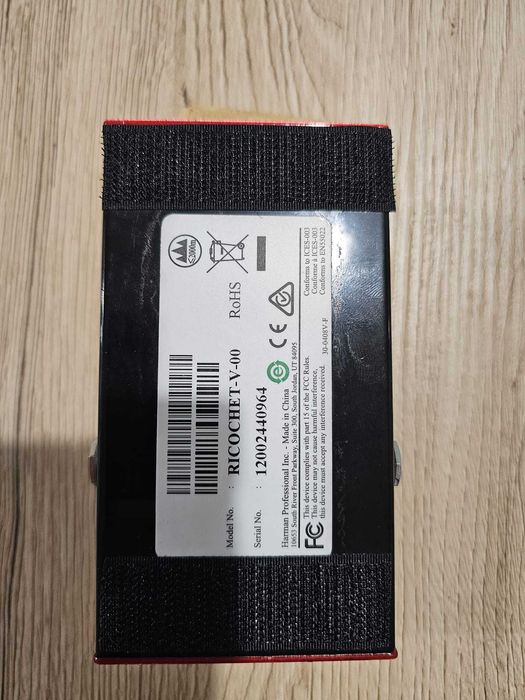 ≤2000m
RoHS
Model No. : RICOCHET-V-00
Serial No. : 12002440964
Harman Professional Inc. - Made in China
10653 South River Front Parkway, Suite 300, South Jordan, UT 84095
CE
FC
This device complies with part 15 of the FCC Rules.
This device may not cause harmful interference,
this device must accept any interference received.
Conforms to ICES-003
Conforme à ICES-003
Conforms to EN55022
30-0408V-F